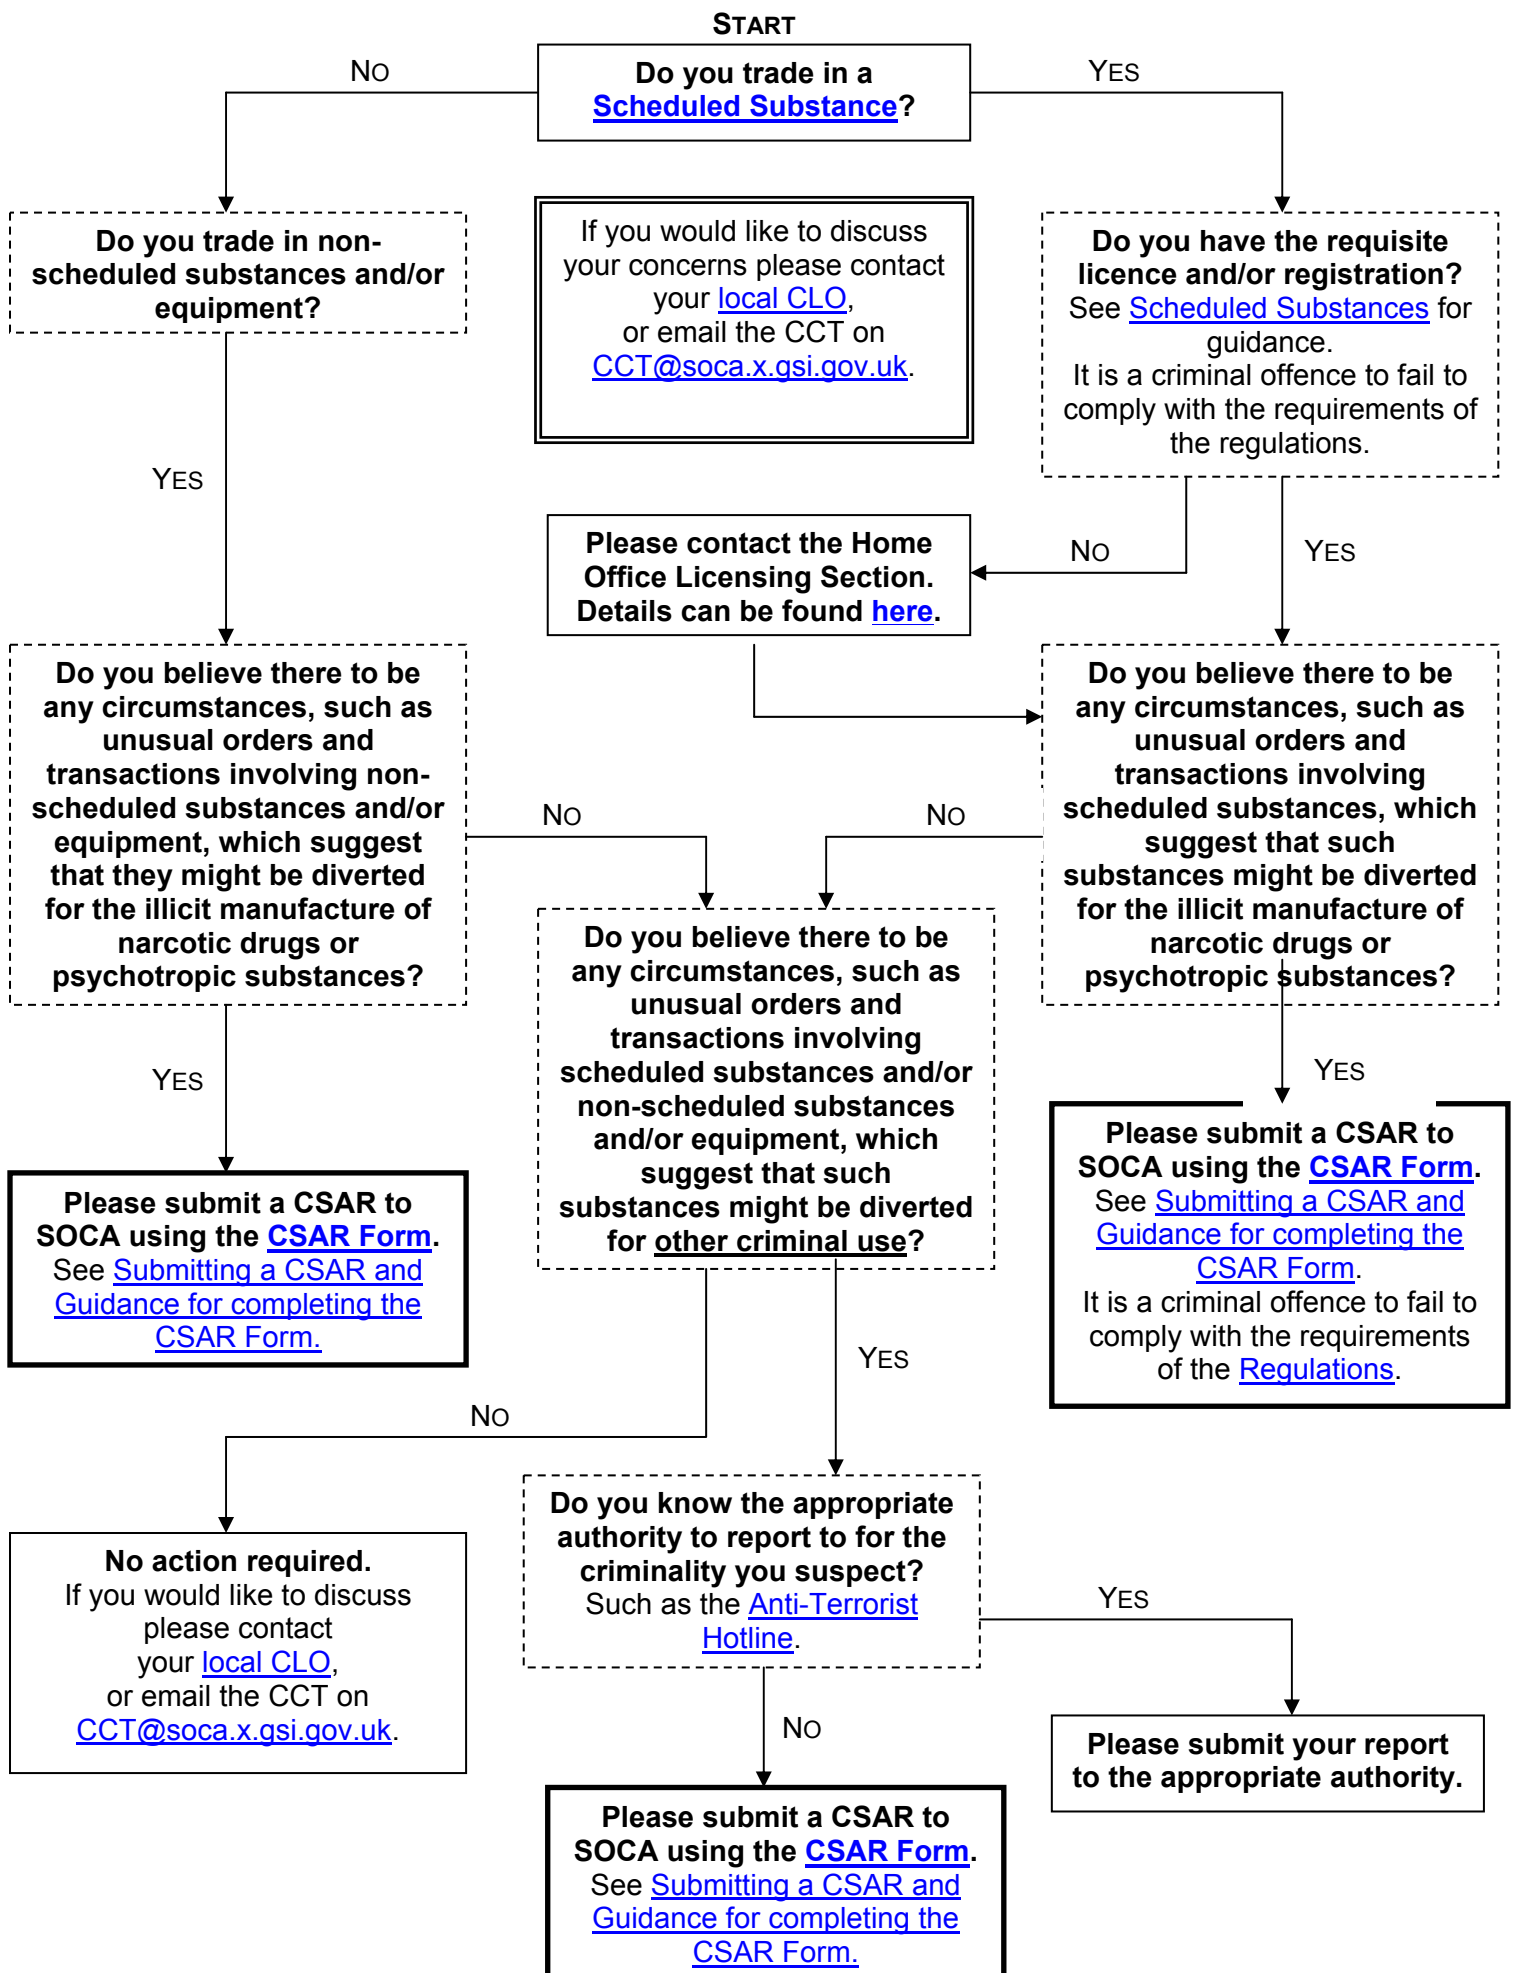 START
NO
Do you trade in a
Scheduled Substance?
YES
Do you trade in non-
scheduled substances and/or
equipment?
If you would like to discuss
your concerns please contact
your local CLO,
or email the CCT on
CCT@soca.x.gsi.gov.uk.
Do you have the requisite
licence and/or registration?
See Scheduled Substances for
guidance.
It is a criminal offence to fail to
comply with the requirements of
the regulations.
YES
Please contact the Home
Office Licensing Section.
Details can be found here.
NO
YES
Do you believe there to be
any circumstances, such as
unusual orders and
transactions involving non-
scheduled substances and/or
equipment, which suggest
that they might be diverted
for the illicit manufacture of
narcotic drugs or
psychotropic substances?
NO
NO
Do you believe there to be
any circumstances, such as
unusual orders and
transactions involving
scheduled substances, which
suggest that such
substances might be diverted
for the illicit manufacture of
narcotic drugs or
psychotropic substances?
Do you believe there to be
any circumstances, such as
unusual orders and
transactions involving
scheduled substances and/or
non-scheduled substances
and/or equipment, which
suggest that such
substances might be diverted
for other criminal use?
YES
YES
Please submit a CSAR to
SOCA using the CSAR Form.
See Submitting a CSAR and
Guidance for completing the
CSAR Form.
Please submit a CSAR to
SOCA using the CSAR Form.
See Submitting a CSAR and
Guidance for completing the
CSAR Form.
It is a criminal offence to fail to
comply with the requirements
of the Regulations.
NO
YES
No action required.
If you would like to discuss
please contact
your local CLO,
or email the CCT on
CCT@soca.x.gsi.gov.uk.
Do you know the appropriate
authority to report to for the
criminality you suspect?
Such as the Anti-Terrorist
Hotline.
YES
NO
Please submit your report
to the appropriate authority.
Please submit a CSAR to
SOCA using the CSAR Form.
See Submitting a CSAR and
Guidance for completing the
CSAR Form.